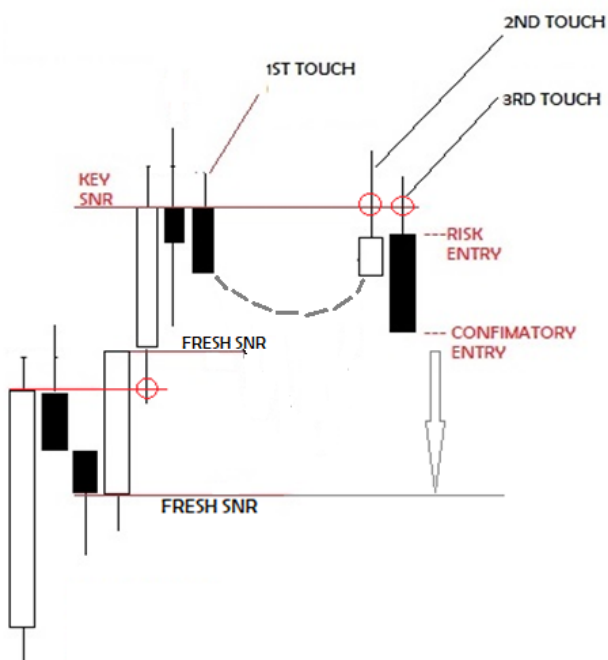 2ND TOUCH
1ST TOUCH
3RD TOUCH
KEY
SNR
---RISK
ENTRY
FRESH SNR
CONFIMATORY
ENTRY
FRESH SNR